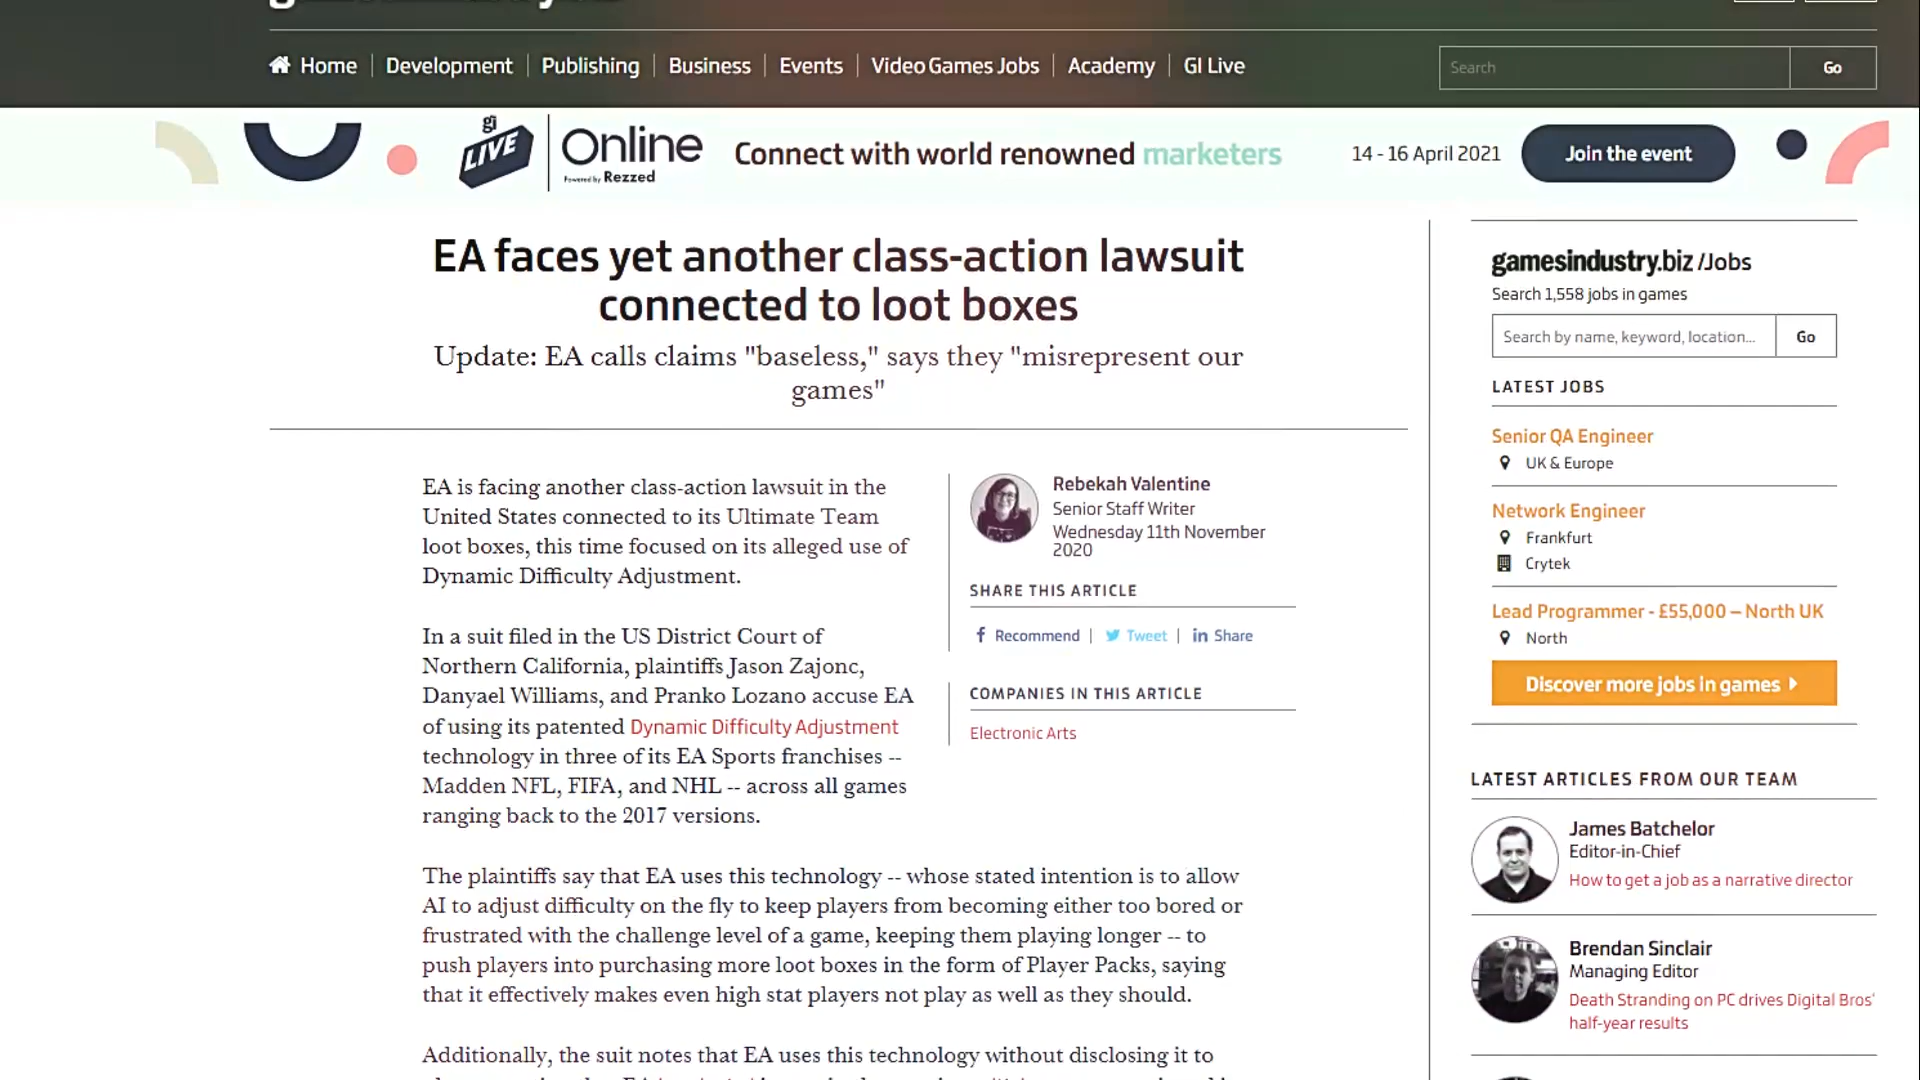 Home
Development
Publishing
Business
Events
Video Games Jobs
Academy
GI Live
Search
Go
gi
LIVE
Online
Powered by Rezzed
Connect with world renowned marketers
14 - 16 April 2021
Join the event
EA faces yet another class-action lawsuit
connected to loot boxes
Update: EA calls claims "baseless," says they "misrepresent our
games"
EA is facing another class-action lawsuit in the
United States connected to its Ultimate Team
loot boxes, this time focused on its alleged use of
Dynamic Difficulty Adjustment.
In a suit filed in the US District Court of
Northern California, plaintiffs Jason Zajonc,
Danyael Williams, and Pranko Lozano accuse EA
of using its patented Dynamic Difficulty Adjustment
technology in three of its EA Sports franchises --
Madden NFL, FIFA, and NHL -- across all games
ranging back to the 2017 versions.
The plaintiffs say that EA uses this technology -- whose stated intention is to allow
AI to adjust difficulty on the fly to keep players from becoming either too bored or
frustrated with the challenge level of a game, keeping them playing longer -- to
push players into purchasing more loot boxes in the form of Player Packs, saying
that it effectively makes even high stat players not play as well as they should.
Additionally, the suit notes that EA uses this technology without disclosing it to
Rebekah Valentine
Senior Staff Writer
Wednesday 11th November
2020
SHARE THIS ARTICLE
Recommend
Tweet
Share
COMPANIES IN THIS ARTICLE
Electronic Arts
gamesindustry.biz /Jobs
Search 1,558 jobs in games
Search by name, keyword, location...
Go
LATEST JOBS
Senior QA Engineer
UK & Europe
Network Engineer
Frankfurt
Crytek
Lead Programmer - £55,000 – North UK
North
Discover more jobs in games
LATEST ARTICLES FROM OUR TEAM
James Batchelor
Editor-in-Chief
How to get a job as a narrative director
Brendan Sinclair
Managing Editor
Death Stranding on PC drives Digital Bros'
half-year results